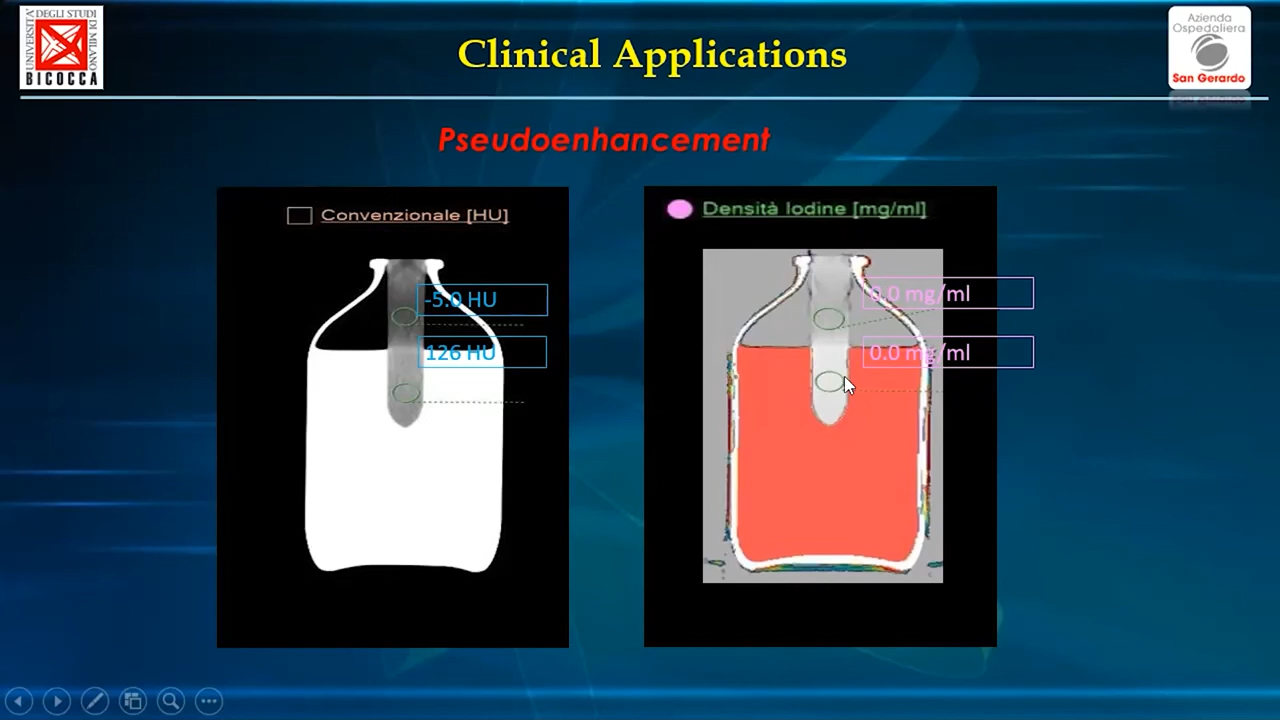 UNIVERSITA' DEGLI STUDI DI MILANO
BICOCCA
Clinical Applications
Azienda
Ospedaliera
San Gerardo
Pseudoenhancement
Convenzionale [HU]
-5.0 HU
126 HU
Densità Iodine [mg/ml]
0.0 mg/ml
0.0 mg/ml